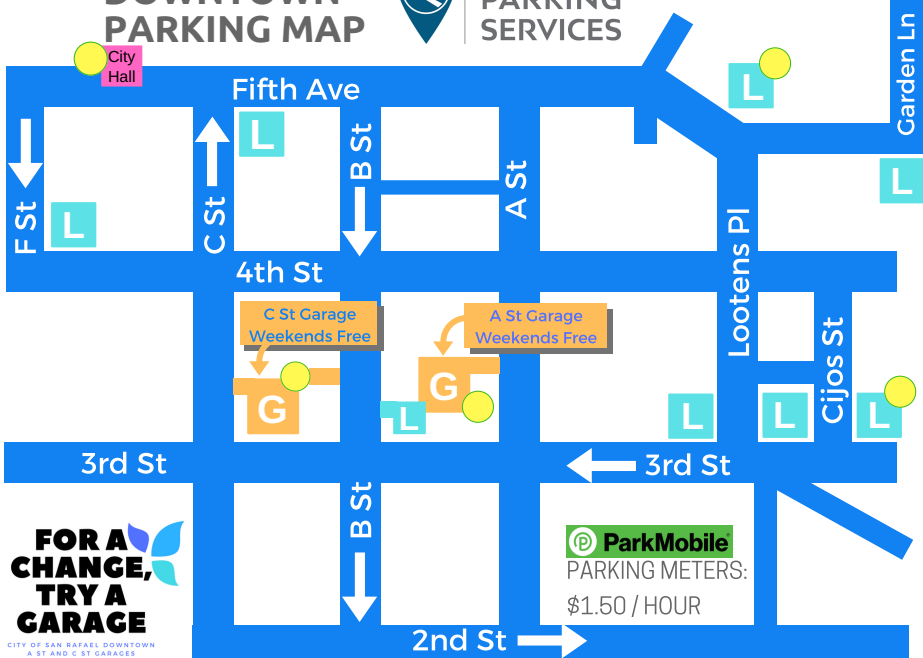 DOWNTOWN
PARKING MAP
PARKING
SERVICES
City
Hall
Garden Ln
Fifth Ave
L
L
B St
A St
L
L
F St
C St
Lootens Pl
4th St
C St Garage
Weekends Free
A St Garage
Weekends Free
Cijos St
G
G
L
L
L
L
3rd St
3rd St
B St
FOR A
CHANGE,
TRY A
GARAGE
CITY OF SAN RAFAEL DOWNTOWN
A ST AND C ST GARAGES
ParkMobile®
PARKING METERS:
$1.50 / HOUR
2nd St